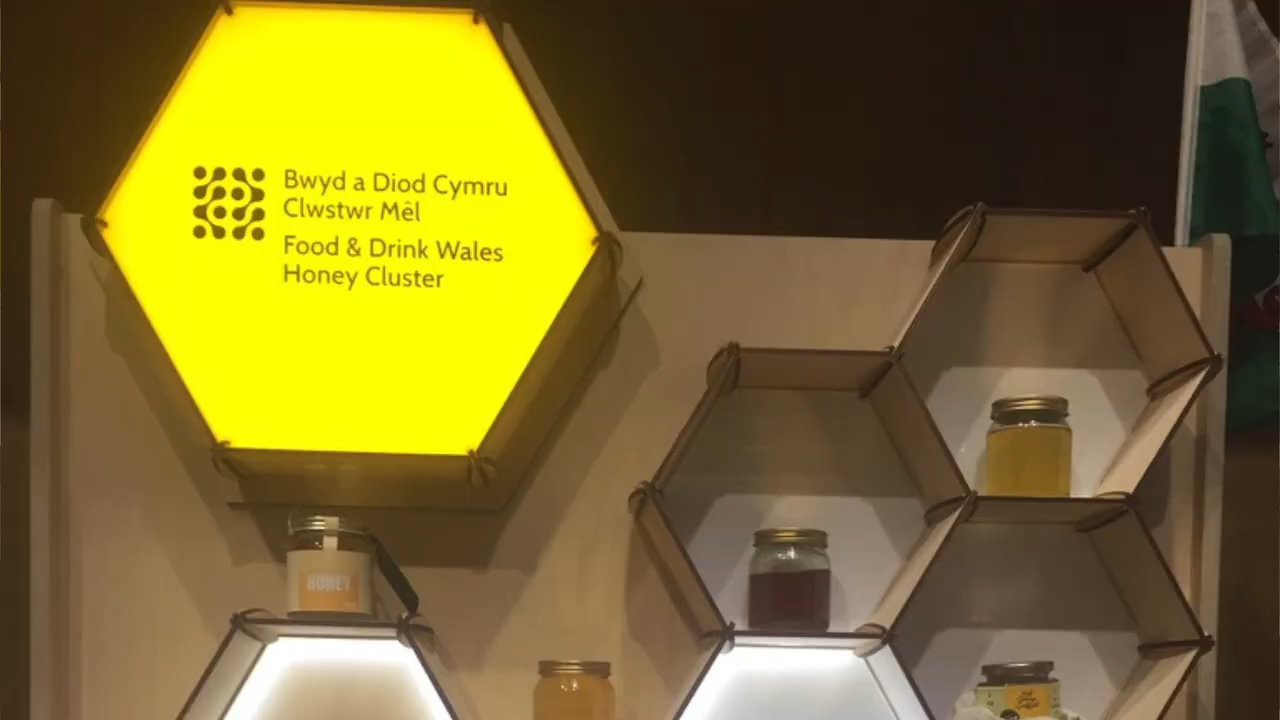 Bwyd a Diod Cymru
Clwstwr Mêl
Food & Drink Wales
Honey Cluster
HONEY